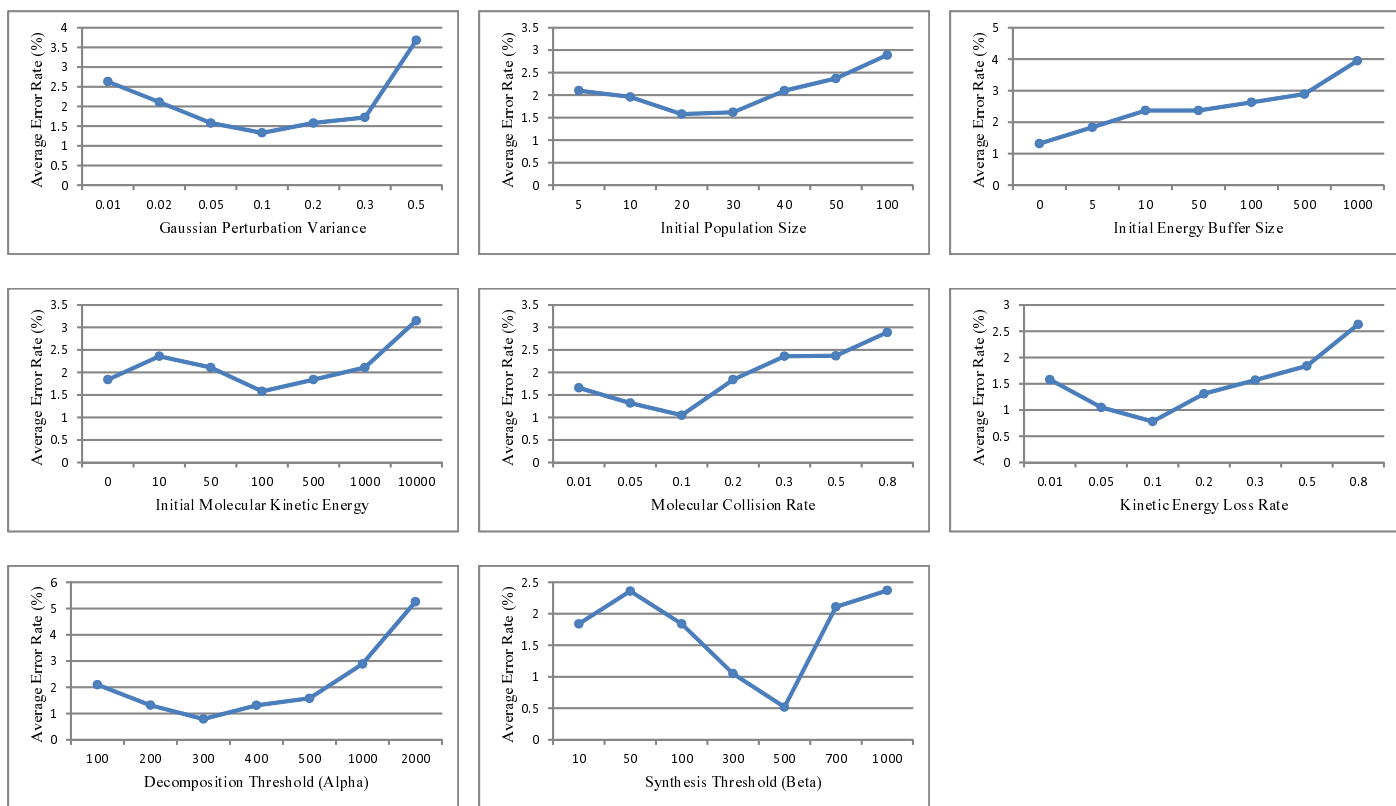 4
3.5
3
2.5
2
1.5
1
0.5
0
Average Error Rate (%)
0.01 0.02 0.05 0.1 0.2 0.3 0.5
Gaussian Perturbation Variance
3.5
3
2.5
2
1.5
1
0.5
0
Average Error Rate (%)
5 10 20 30 40 50 100
Initial Population Size
5
4
3
2
1
0
Average Error Rate (%)
0 5 10 50 100 500 1000
Initial Energy Buffer Size
3.5
3
2.5
2
1.5
1
0.5
0
Average Error Rate (%)
0 10 50 100 500 1000 10000
Initial Molecular Kinetic Energy
3.5
3
2.5
2
1.5
1
0.5
0
Average Error Rate (%)
0.01 0.05 0.1 0.2 0.3 0.5 0.8
Molecular Collision Rate
3
2.5
2
1.5
1
0.5
0
Average Error Rate (%)
0.01 0.05 0.1 0.2 0.3 0.5 0.8
Kinetic Energy Loss Rate
6
5
4
3
2
1
0
Average Error Rate (%)
100 200 300 400 500 1000 2000
Decomposition Threshold (Alpha)
2.5
2
1.5
1
0.5
0
Average Error Rate (%)
10 50 100 300 500 700 1000
Synthesis Threshold (Beta)